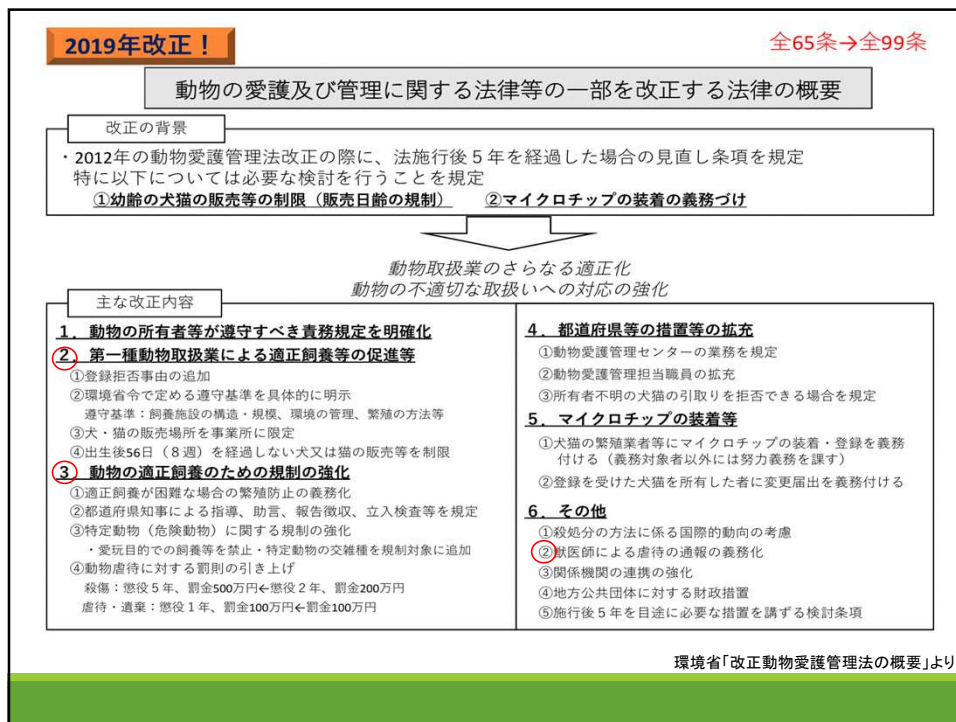 2019年改正！
全65条→全99条
動物の愛護及び管理に関する法律等の一部を改正する法律の概要
改正の背景
・2012年の動物愛護管理法改正の際に、法施行後５年を経過した場合の見直し条項を規定
特に以下については必要な検討を行うことを規定
①幼齢の犬猫の販売等の制限（販売日齢の規制） ②マイクロチップの装着の義務づけ
動物取扱業のさらなる適正化
動物の不適切な取扱いへの対応の強化
主な改正内容
１．動物の所有者等が遵守すべき責務規定を明確化
２．第一種動物取扱業による適正飼養等の促進等
①登録拒否事由の追加
②環境省令で定める遵守基準を具体的に明示
遵守基準：飼養施設の構造・規模、環境の管理、繁殖の方法等
③犬・猫の販売場所を事業所に限定
④出生後56日（８週）を経過しない犬又は猫の販売等を制限
３．動物の適正飼養のための規制の強化
①適正飼養が困難な場合の繁殖防止の義務化
②都道府県知事による指導、助言、報告徴収、立入検査等を規定
③特定動物（危険動物）に関する規制の強化
・愛玩目的での飼養等を禁止・特定動物の交雑種を規制対象に追加
④動物虐待に対する罰則の引き上げ
殺傷：懲役５年、罰金500万円←懲役２年、罰金200万円
虐待・遺棄：懲役１年、罰金100万円←罰金100万円
４．都道府県等の措置等の拡充
①動物愛護管理センターの業務を規定
②動物愛護管理担当職員の拡充
③所有者不明の犬猫の引取りを拒否できる場合を規定
５．マイクロチップの装着等
①犬猫の繁殖業者等にマイクロチップの装着・登録を義務
付ける（義務対象者以外には努力義務を課す）
②登録を受けた犬猫を所有した者に変更届出を義務付ける
６．その他
①殺処分の方法に係る国際的動向の考慮
②獣医師による虐待の通報の義務化
③関係機関の連携の強化
④地方公共団体に対する財政措置
⑤施行後５年を目途に必要な措置を講ずる検討条項
環境省「改正動物愛護管理法の概要」より